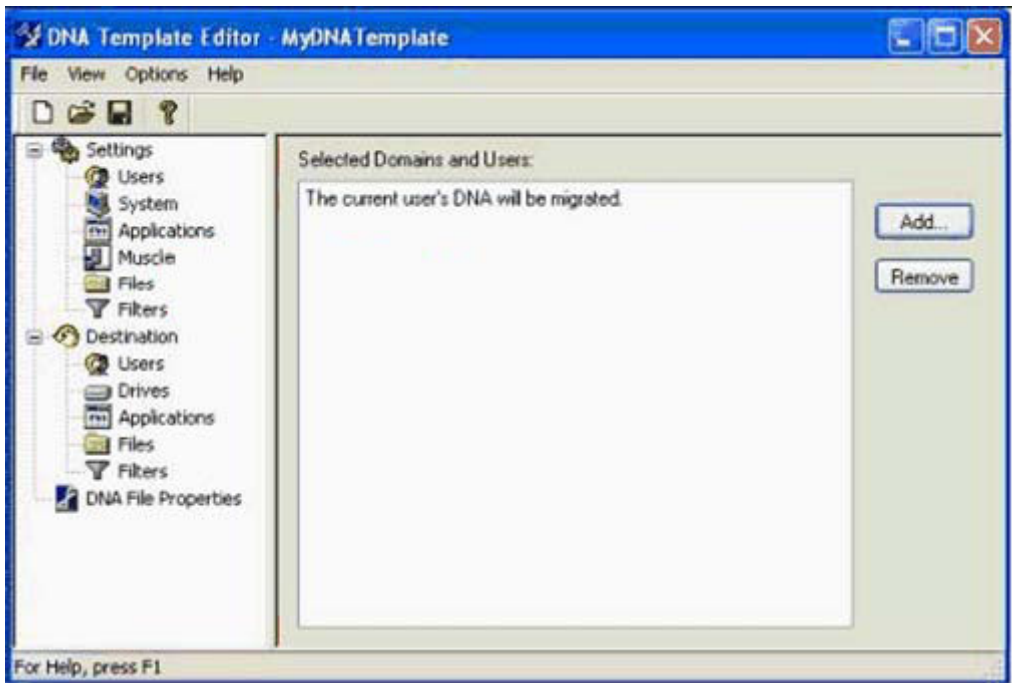 DNA Template Editor - MyDNATemplate
File View Options Help
Settings
Users
System
Applications
Muscle
Files
Filters
Destination
Users
Drives
Applications
Files
Filters
DNA File Properties
Selected Domains and Users:
The current user's DNA will be migrated.
Add...
Remove
For Help, press F1